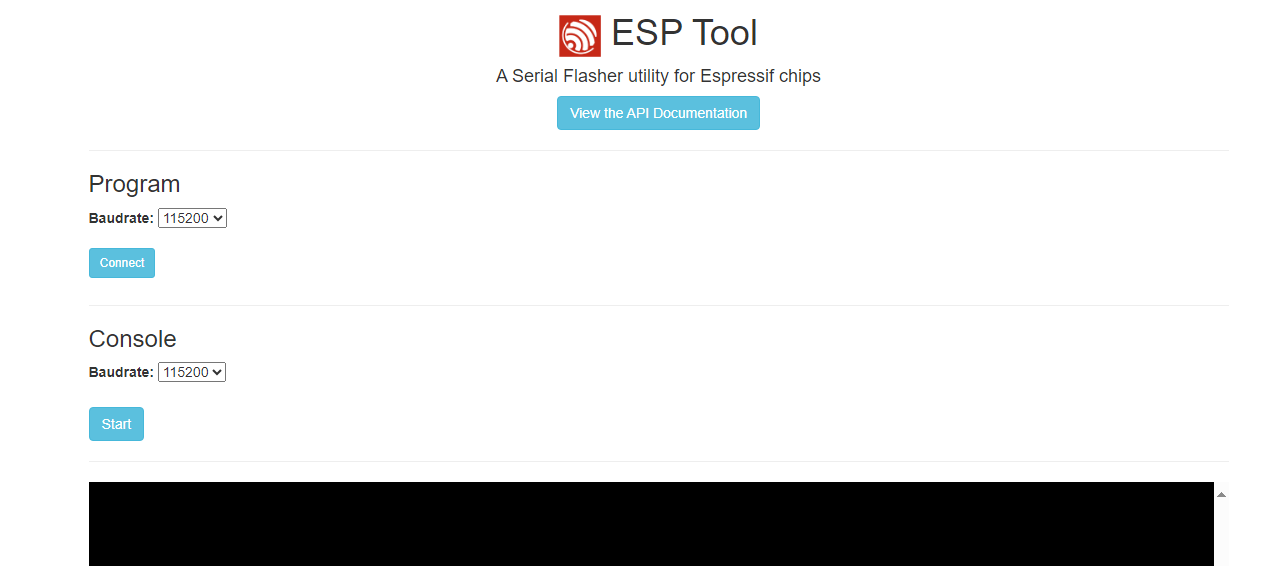 ESP Tool
A Serial Flasher utility for Espressif chips
View the API Documentation
Program
Baudrate: 115200
Connect
Console
Baudrate: 115200
Start